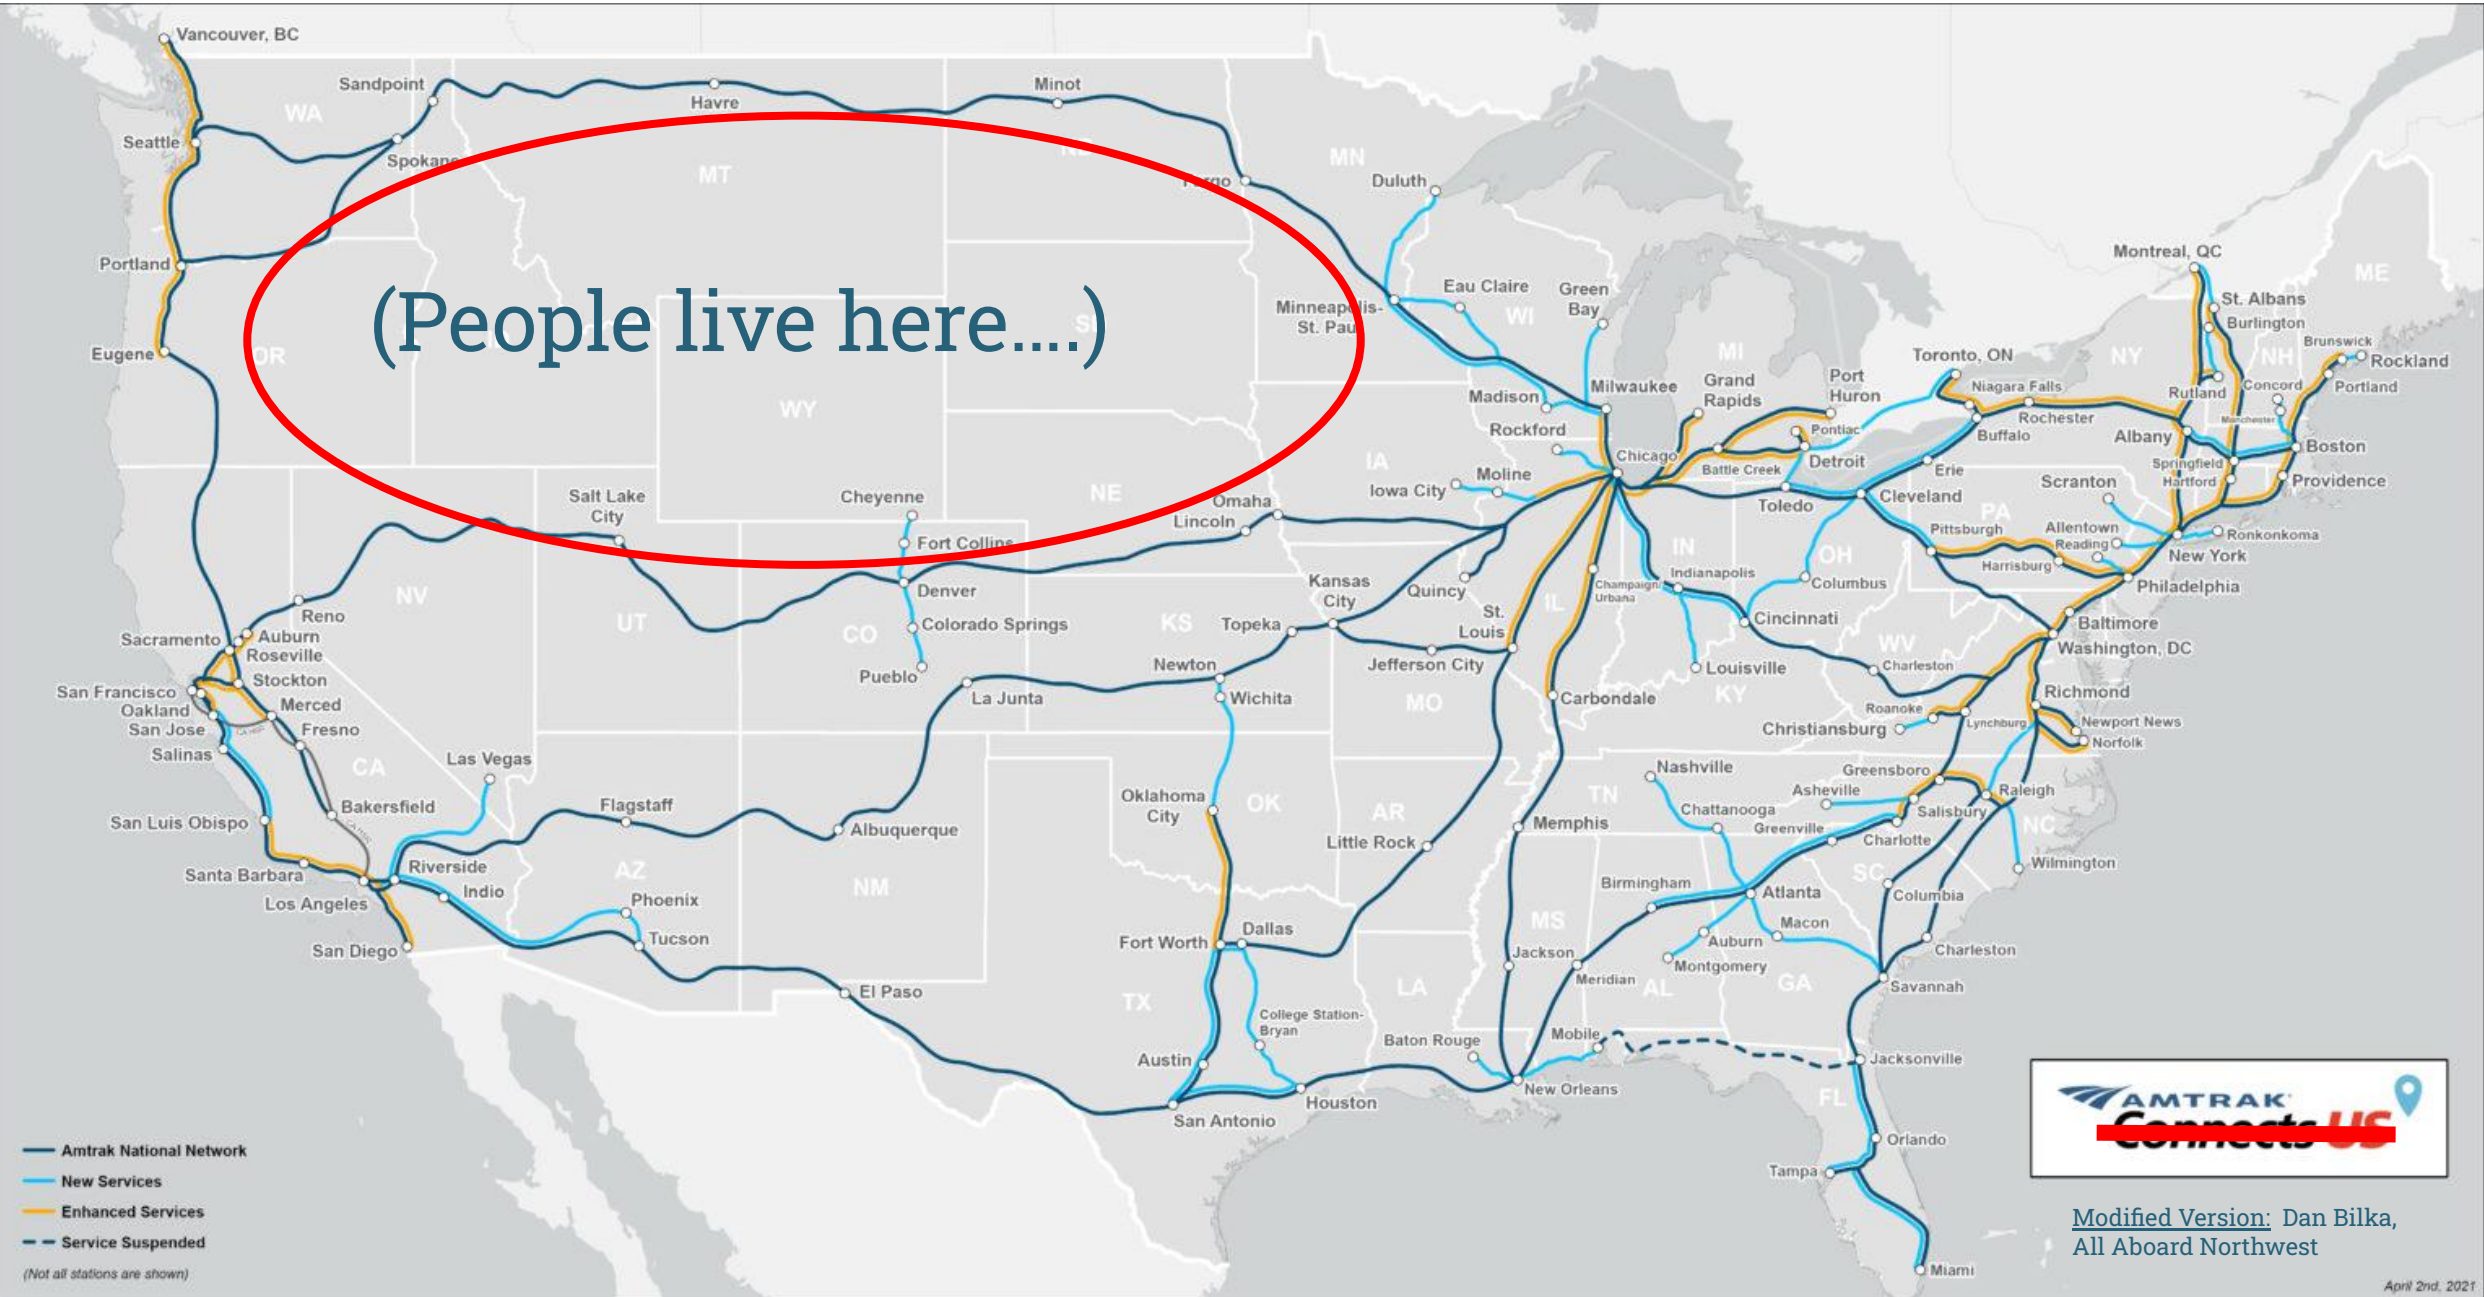 Vancouver, BC
Sandpoint
Havre
Minot
WA
Seattle
Spokane
MT
ND
Fargo
MN
Duluth
Portland
Montreal, QC
ME
(People live here....)
Minneapolis-
St. Paul
Eau Claire
Green
Bay
WI
St. Albans
Burlington
Eugene
OR
MI
Toronto, ON
NY
NH
Brunswick
Rockland
WY
Madison
Milwaukee
Grand
Rapids
Port
Huron
Niagara Falls
Rutland
Concord
Portland
Rockford
Pontiac
Rochester
Manchester
Buffalo
Albany
Boston
IA
Chicago
Battle Creek
Detroit
Erie
Springfield
Moline
Iowa City
Hartford
Providence
Scranton
Salt Lake
City
Cheyenne
NE
Omaha
Lincoln
Toledo
Cleveland
PA
Pittsburgh
Allentown
Reading
Ronkonkoma
New York
Fort Collins
IN
OH
Harrisburg
Denver
Kansas
City
Quincy
Champaign
Urbana
Indianapolis
Columbus
Philadelphia
Reno
NV
UT
CO
Colorado Springs
KS
Topeka
St.
Louis
IL
Cincinnati
Baltimore
Sacramento
Auburn
Roseville
WV
Washington, DC
Stockton
Pueblo
Newton
Jefferson City
Louisville
Charleston
San Francisco
Oakland
Merced
La Junta
Wichita
MO
Carbondale
KY
Richmond
Roanoke
Lynchburg
Newport News
San Jose
Fresno
Christiansburg
Norfolk
Salinas
Las Vegas
CA
Nashville
Greensboro
Bakersfield
Flagstaff
Albuquerque
Oklahoma
City
OK
AR
TN
Asheville
Raleigh
Chattanooga
Salisbury
San Luis Obispo
Memphis
Greenville
Charlotte
NC
Little Rock
Wilmington
Santa Barbara
Riverside
AZ
NM
Birmingham
SC
Atlanta
Columbia
Los Angeles
Indio
Phoenix
Tucson
MS
Macon
San Diego
Fort Worth
Dallas
Jackson
Auburn
Montgomery
Charleston
Meridian
El Paso
TX
LA
AL
GA
Savannah
College Station-
Bryan
Austin
Baton Rouge
Mobile
Jacksonville
New Orleans
San Antonio
Houston
FL
Orlando
Tampa
Miami
AMTRAK
Connects US
Amtrak National Network
New Services
Enhanced Services
Service Suspended
(Not all stations are shown)
Modified Version: Dan Bilka,
All Aboard Northwest
April 2nd, 2021